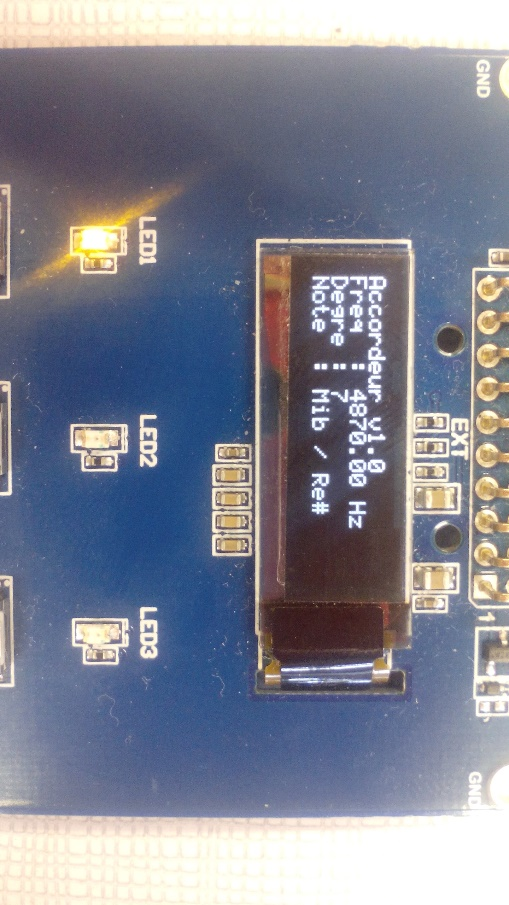 GND
LED1
Accordeur v1.0
Freq : 4870.00 Hz
Degre : 7
Note : Mib / Re#
EXT
LED2
1
LED3
GND